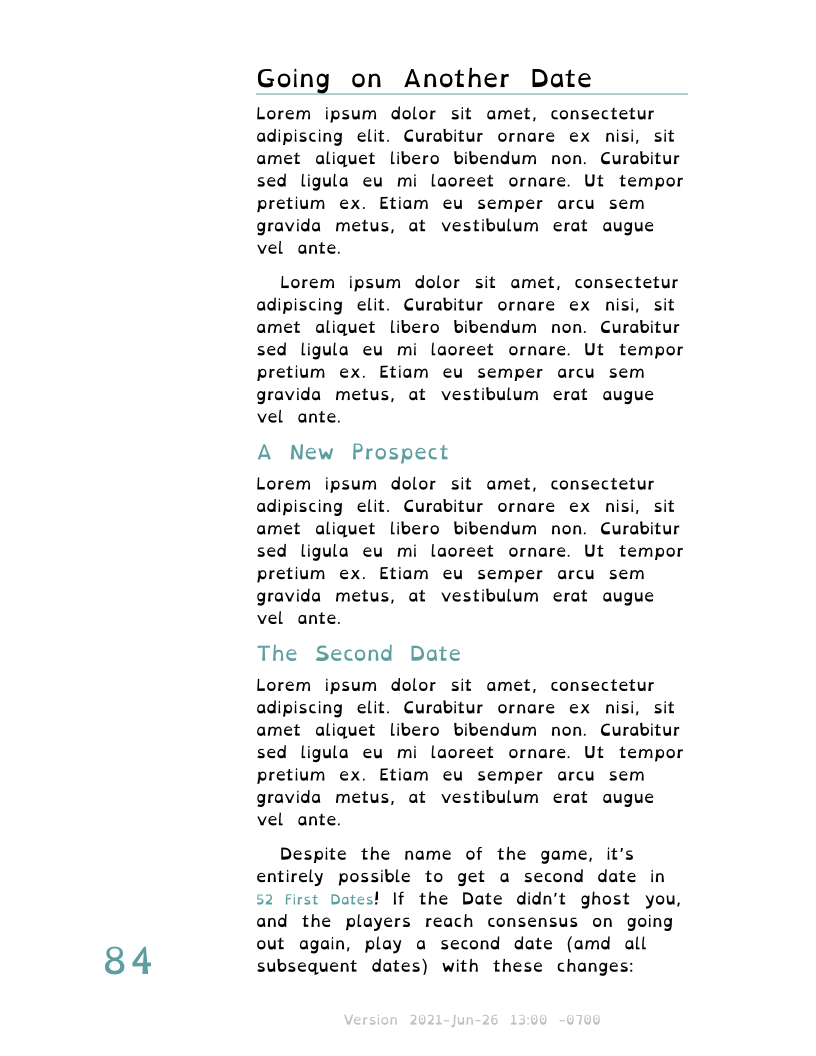 Going on Another Date
Lorem ipsum dolor sit amet, consectetur
adipiscing elit. Curabitur ornare ex nisi, sit
amet aliquet libero bibendum non. Curabitur
sed ligula eu mi laoreet ornare. Ut tempor
pretium ex. Etiam eu semper arcu sem
gravida metus, at vestibulum erat augue
vel ante.
Lorem ipsum dolor sit amet, consectetur
adipiscing elit. Curabitur ornare ex nisi, sit
amet aliquet libero bibendum non. Curabitur
sed ligula eu mi laoreet ornare. Ut tempor
pretium ex. Etiam eu semper arcu sem
gravida metus, at vestibulum erat augue
vel ante.
A New Prospect
Lorem ipsum dolor sit amet, consectetur
adipiscing elit. Curabitur ornare ex nisi, sit
amet aliquet libero bibendum non. Curabitur
sed ligula eu mi laoreet ornare. Ut tempor
pretium ex. Etiam eu semper arcu sem
gravida metus, at vestibulum erat augue
vel ante.
The Second Date
Lorem ipsum dolor sit amet, consectetur
adipiscing elit. Curabitur ornare ex nisi, sit
amet aliquet libero bibendum non. Curabitur
sed ligula eu mi laoreet ornare. Ut tempor
pretium ex. Etiam eu semper arcu sem
gravida metus, at vestibulum erat augue
vel ante.
Despite the name of the game, it's
entirely possible to get a second date in
52 First Dates! If the Date didn't ghost you,
and the players reach consensus on going
out again, play a second date (amd all
subsequent dates) with these changes:
84
Version 2021-Jun-26 13:00 -0700